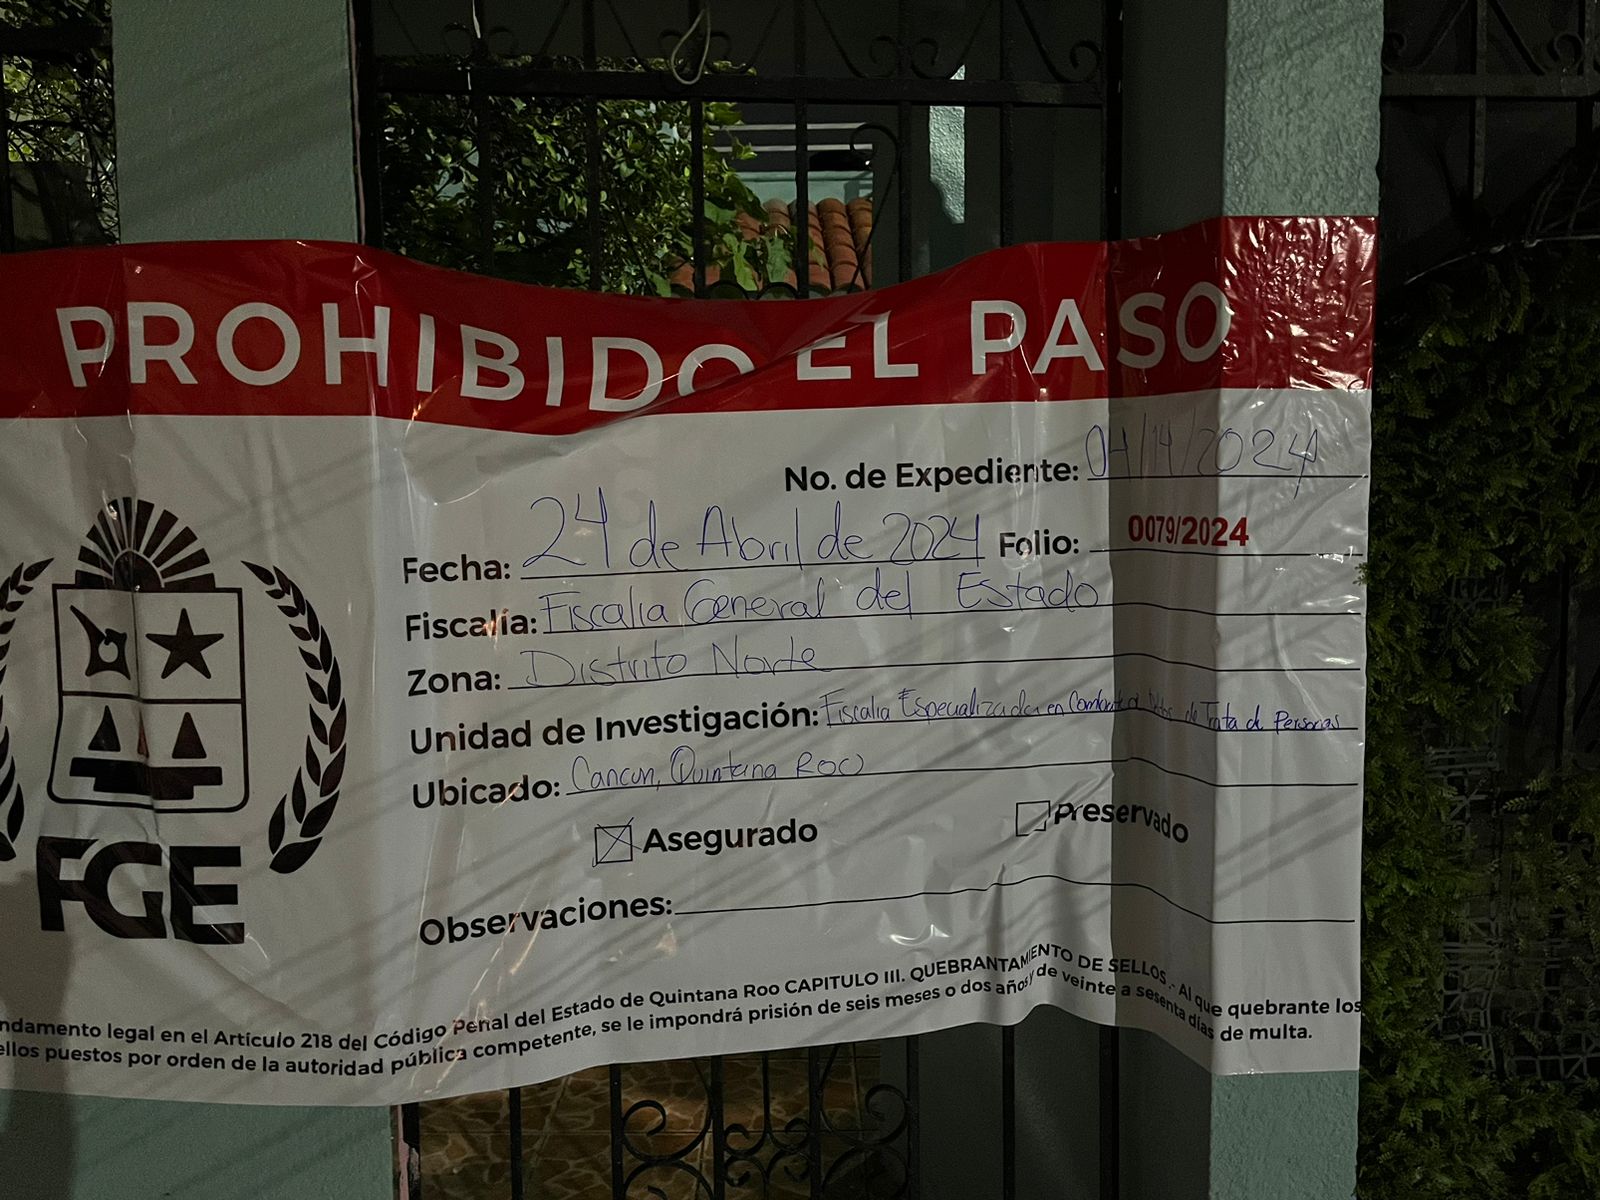 PROHIBIDO EL PASO
No. de Expediente: 04/14/2024
Fecha: 24 de Abril de 2024 Folio: 0079/2024
Fiscalía: Fiscalia General del Estado
Zona: Distrito Norte
Unidad de Investigación: Fiscalia Especializada en Combate a Delitos de Trata de Personas
Ubicado: Cancun, Quintana Roo
Asegurado Preservado
Observaciones:
FGE
ndamento legal en el Artículo 218 del Código Penal del Estado de Quintana Roo CAPITULO III. QUEBRANTAMIENTO DE SELLOS.- Al que quebrante los
ellos puestos por orden de la autoridad pública competente, se le impondrá prisión de seis meses o dos años y de veinte a sesenta días de multa.